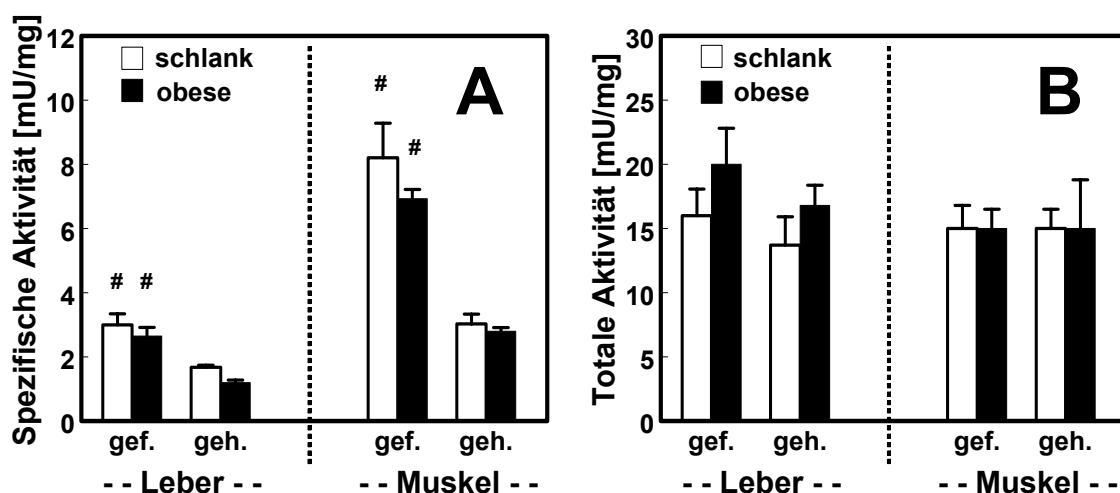 Spezifische Aktivität [mU/mg]
12
10
8
6
4
2
0
schlank
obese
A
#
#
#
#
gef.
geh.
gef.
geh.
- - Leber - -
- - Muskel - -
Totale Aktivität [mU/mg]
30
25
20
15
10
5
0
schlank
obese
B
gef.
geh.
gef.
geh.
- - Leber - -
- - Muskel - -